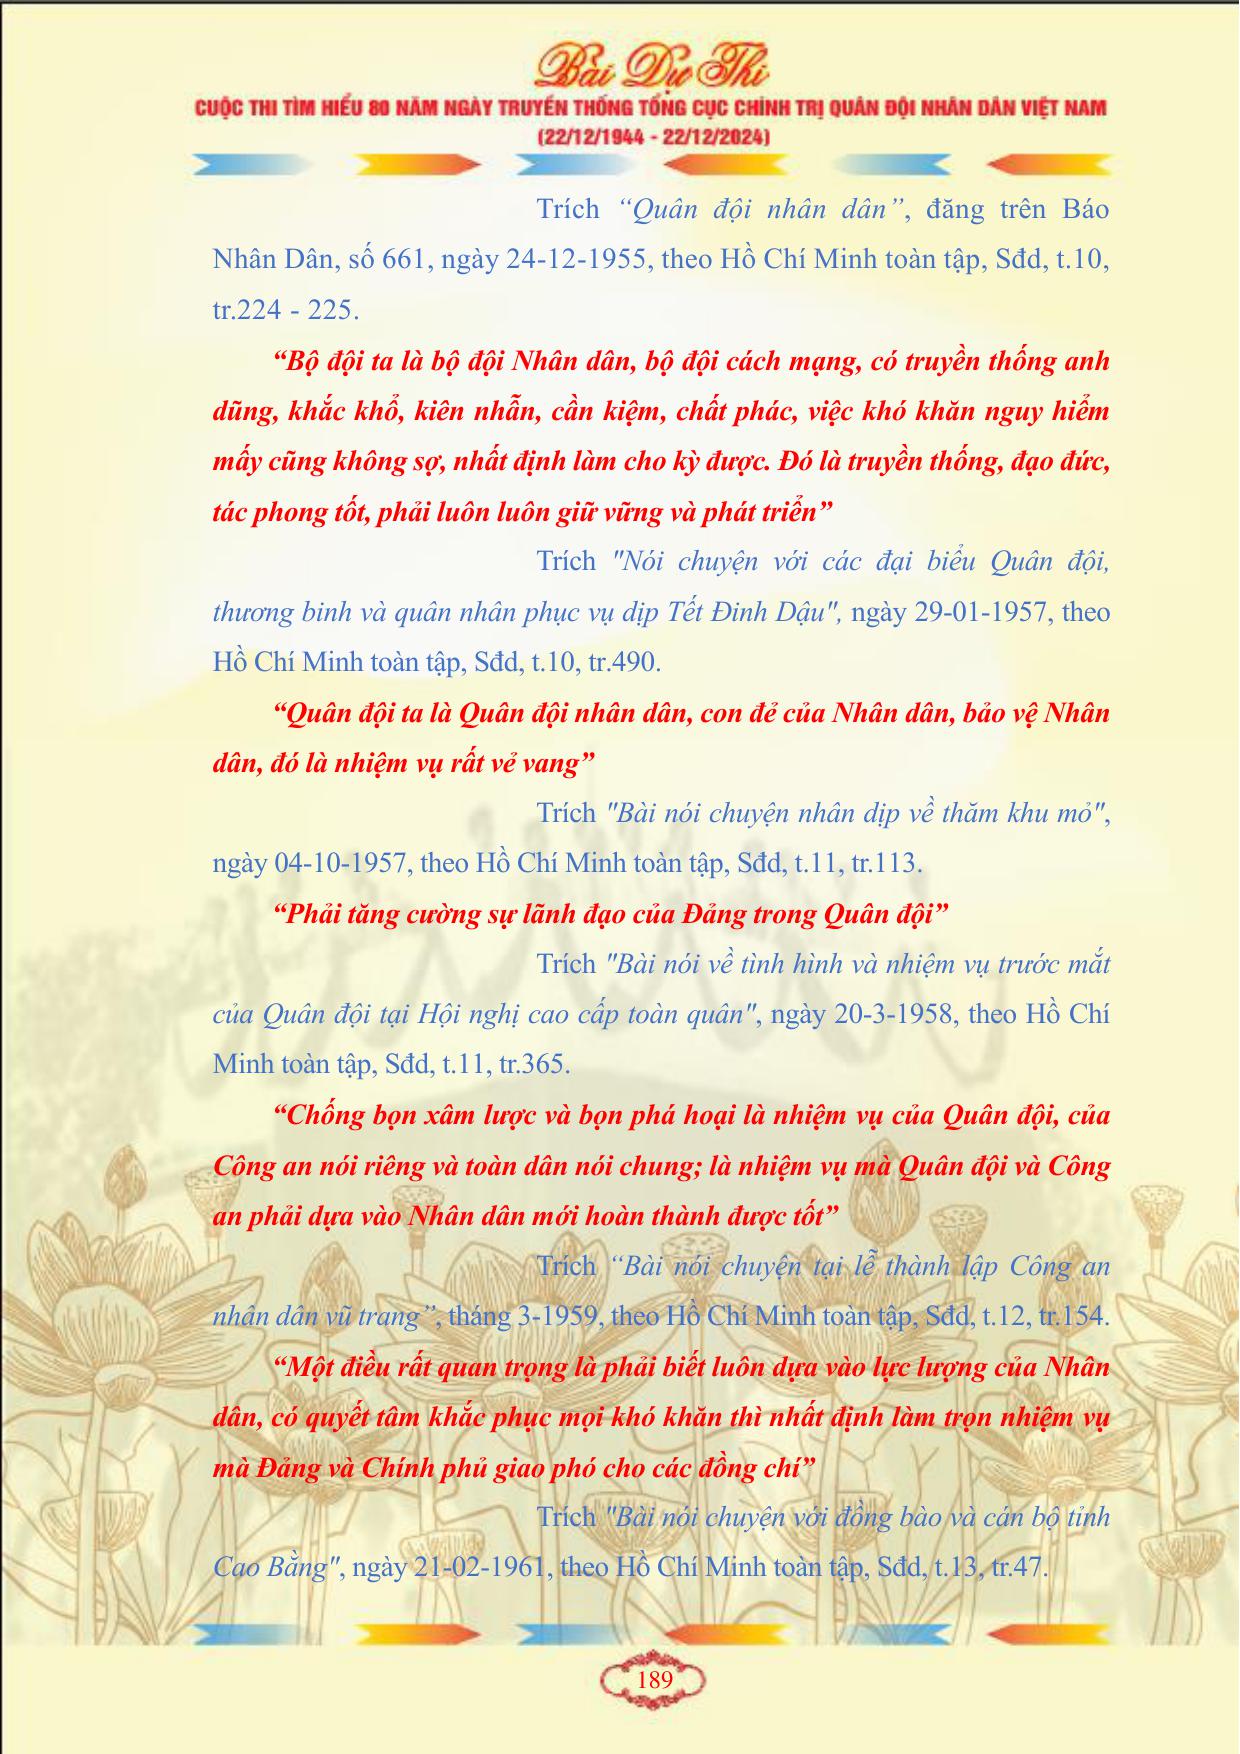 Bài Dự Thi
CUỘC THI TÌM HIỂU 80 NĂM NGÀY TRUYỀN THỐNG TỔNG CỤC CHÍNH TRỊ QUÂN ĐỘI NHÂN DÂN VIỆT NAM
(22/12/1944 - 22/12/2024)
Trích “Quân đội nhân dân”, đăng trên Báo
Nhân Dân, số 661, ngày 24-12-1955, theo Hồ Chí Minh toàn tập, Sđd, t.10,
tr.224 - 225.
“Bộ đội ta là bộ đội Nhân dân, bộ đội cách mạng, có truyền thống anh
dũng, khắc khổ, kiên nhẫn, cần kiệm, chất phác, việc khó khăn nguy hiểm
mấy cũng không sợ, nhất định làm cho kỳ được. Đó là truyền thống, đạo đức,
tác phong tốt, phải luôn luôn giữ vững và phát triển”
Trích "Nói chuyện với các đại biểu Quân đội,
thương binh và quân nhân phục vụ dịp Tết Đinh Dậu", ngày 29-01-1957, theo
Hồ Chí Minh toàn tập, Sđd, t.10, tr.490.
“Quân đội ta là Quân đội nhân dân, con đẻ của Nhân dân, bảo vệ Nhân
dân, đó là nhiệm vụ rất vẻ vang”
Trích "Bài nói chuyện nhân dịp về thăm khu mỏ",
ngày 04-10-1957, theo Hồ Chí Minh toàn tập, Sđd, t.11, tr.113.
“Phải tăng cường sự lãnh đạo của Đảng trong Quân đội”
Trích "Bài nói về tình hình và nhiệm vụ trước mắt
của Quân đội tại Hội nghị cao cấp toàn quân", ngày 20-3-1958, theo Hồ Chí
Minh toàn tập, Sđd, t.11, tr.365.
“Chống bọn xâm lược và bọn phá hoại là nhiệm vụ của Quân đội, của
Công an nói riêng và toàn dân nói chung; là nhiệm vụ mà Quân đội và Công
an phải dựa vào Nhân dân mới hoàn thành được tốt”
Trích “Bài nói chuyện tại lễ thành lập Công an
nhân dân vũ trang”, tháng 3-1959, theo Hồ Chí Minh toàn tập, Sđd, t.12, tr.154.
“Một điều rất quan trọng là phải biết luôn dựa vào lực lượng của Nhân
dân, có quyết tâm khắc phục mọi khó khăn thì nhất định làm trọn nhiệm vụ
mà Đảng và Chính phủ giao phó cho các đồng chí”
Trích "Bài nói chuyện với đồng bào và cán bộ tỉnh
Cao Bằng", ngày 21-02-1961, theo Hồ Chí Minh toàn tập, Sđd, t.13, tr.47.
189